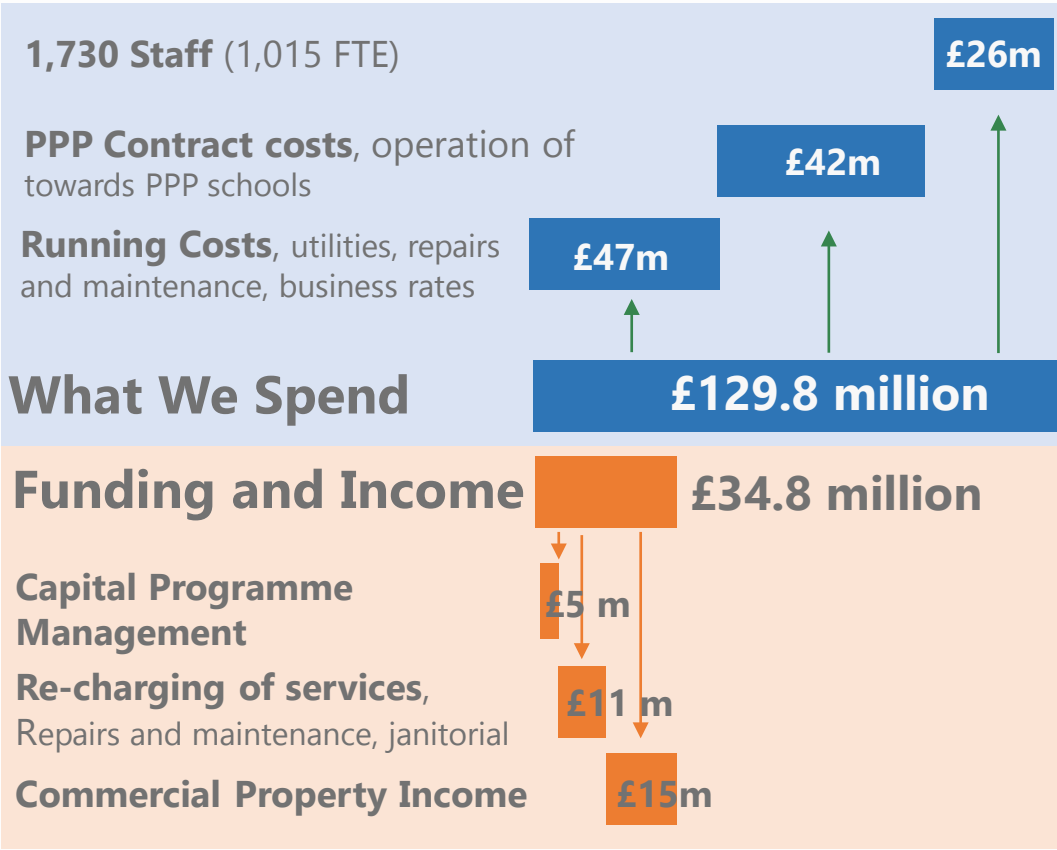 1,730 Staff (1,015 FTE)
£26m
PPP Contract costs, operation of
towards PPP schools
£42m
Running Costs, utilities, repairs
and maintenance, business rates
£47m
What We Spend
£129.8 million
Funding and Income
£34.8 million
Capital Programme
Management
£5 m
Re-charging of services,
Repairs and maintenance, janitorial
£11 m
Commercial Property Income
£15m